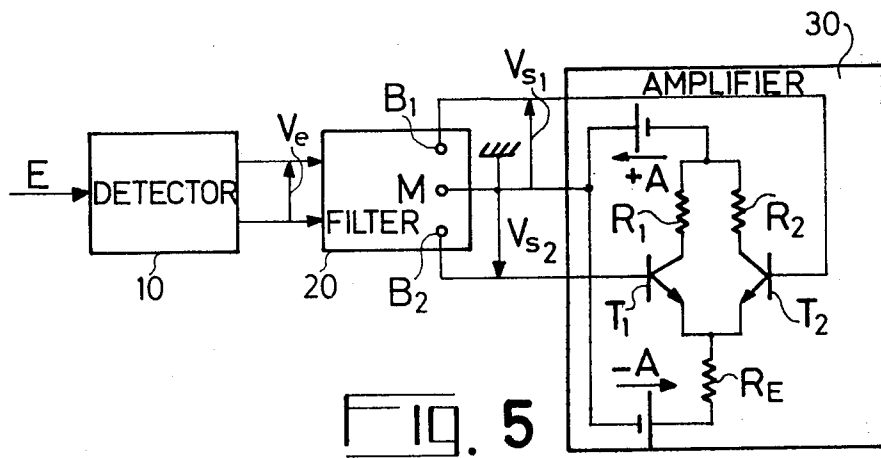 30
AMPLIFIER
Vs1
B1
E
DETECTOR
Ve
M
+A
R1
R2
FILTER
Vs2
10
20
B2
T1
T2
-A
RE
FIG. 5